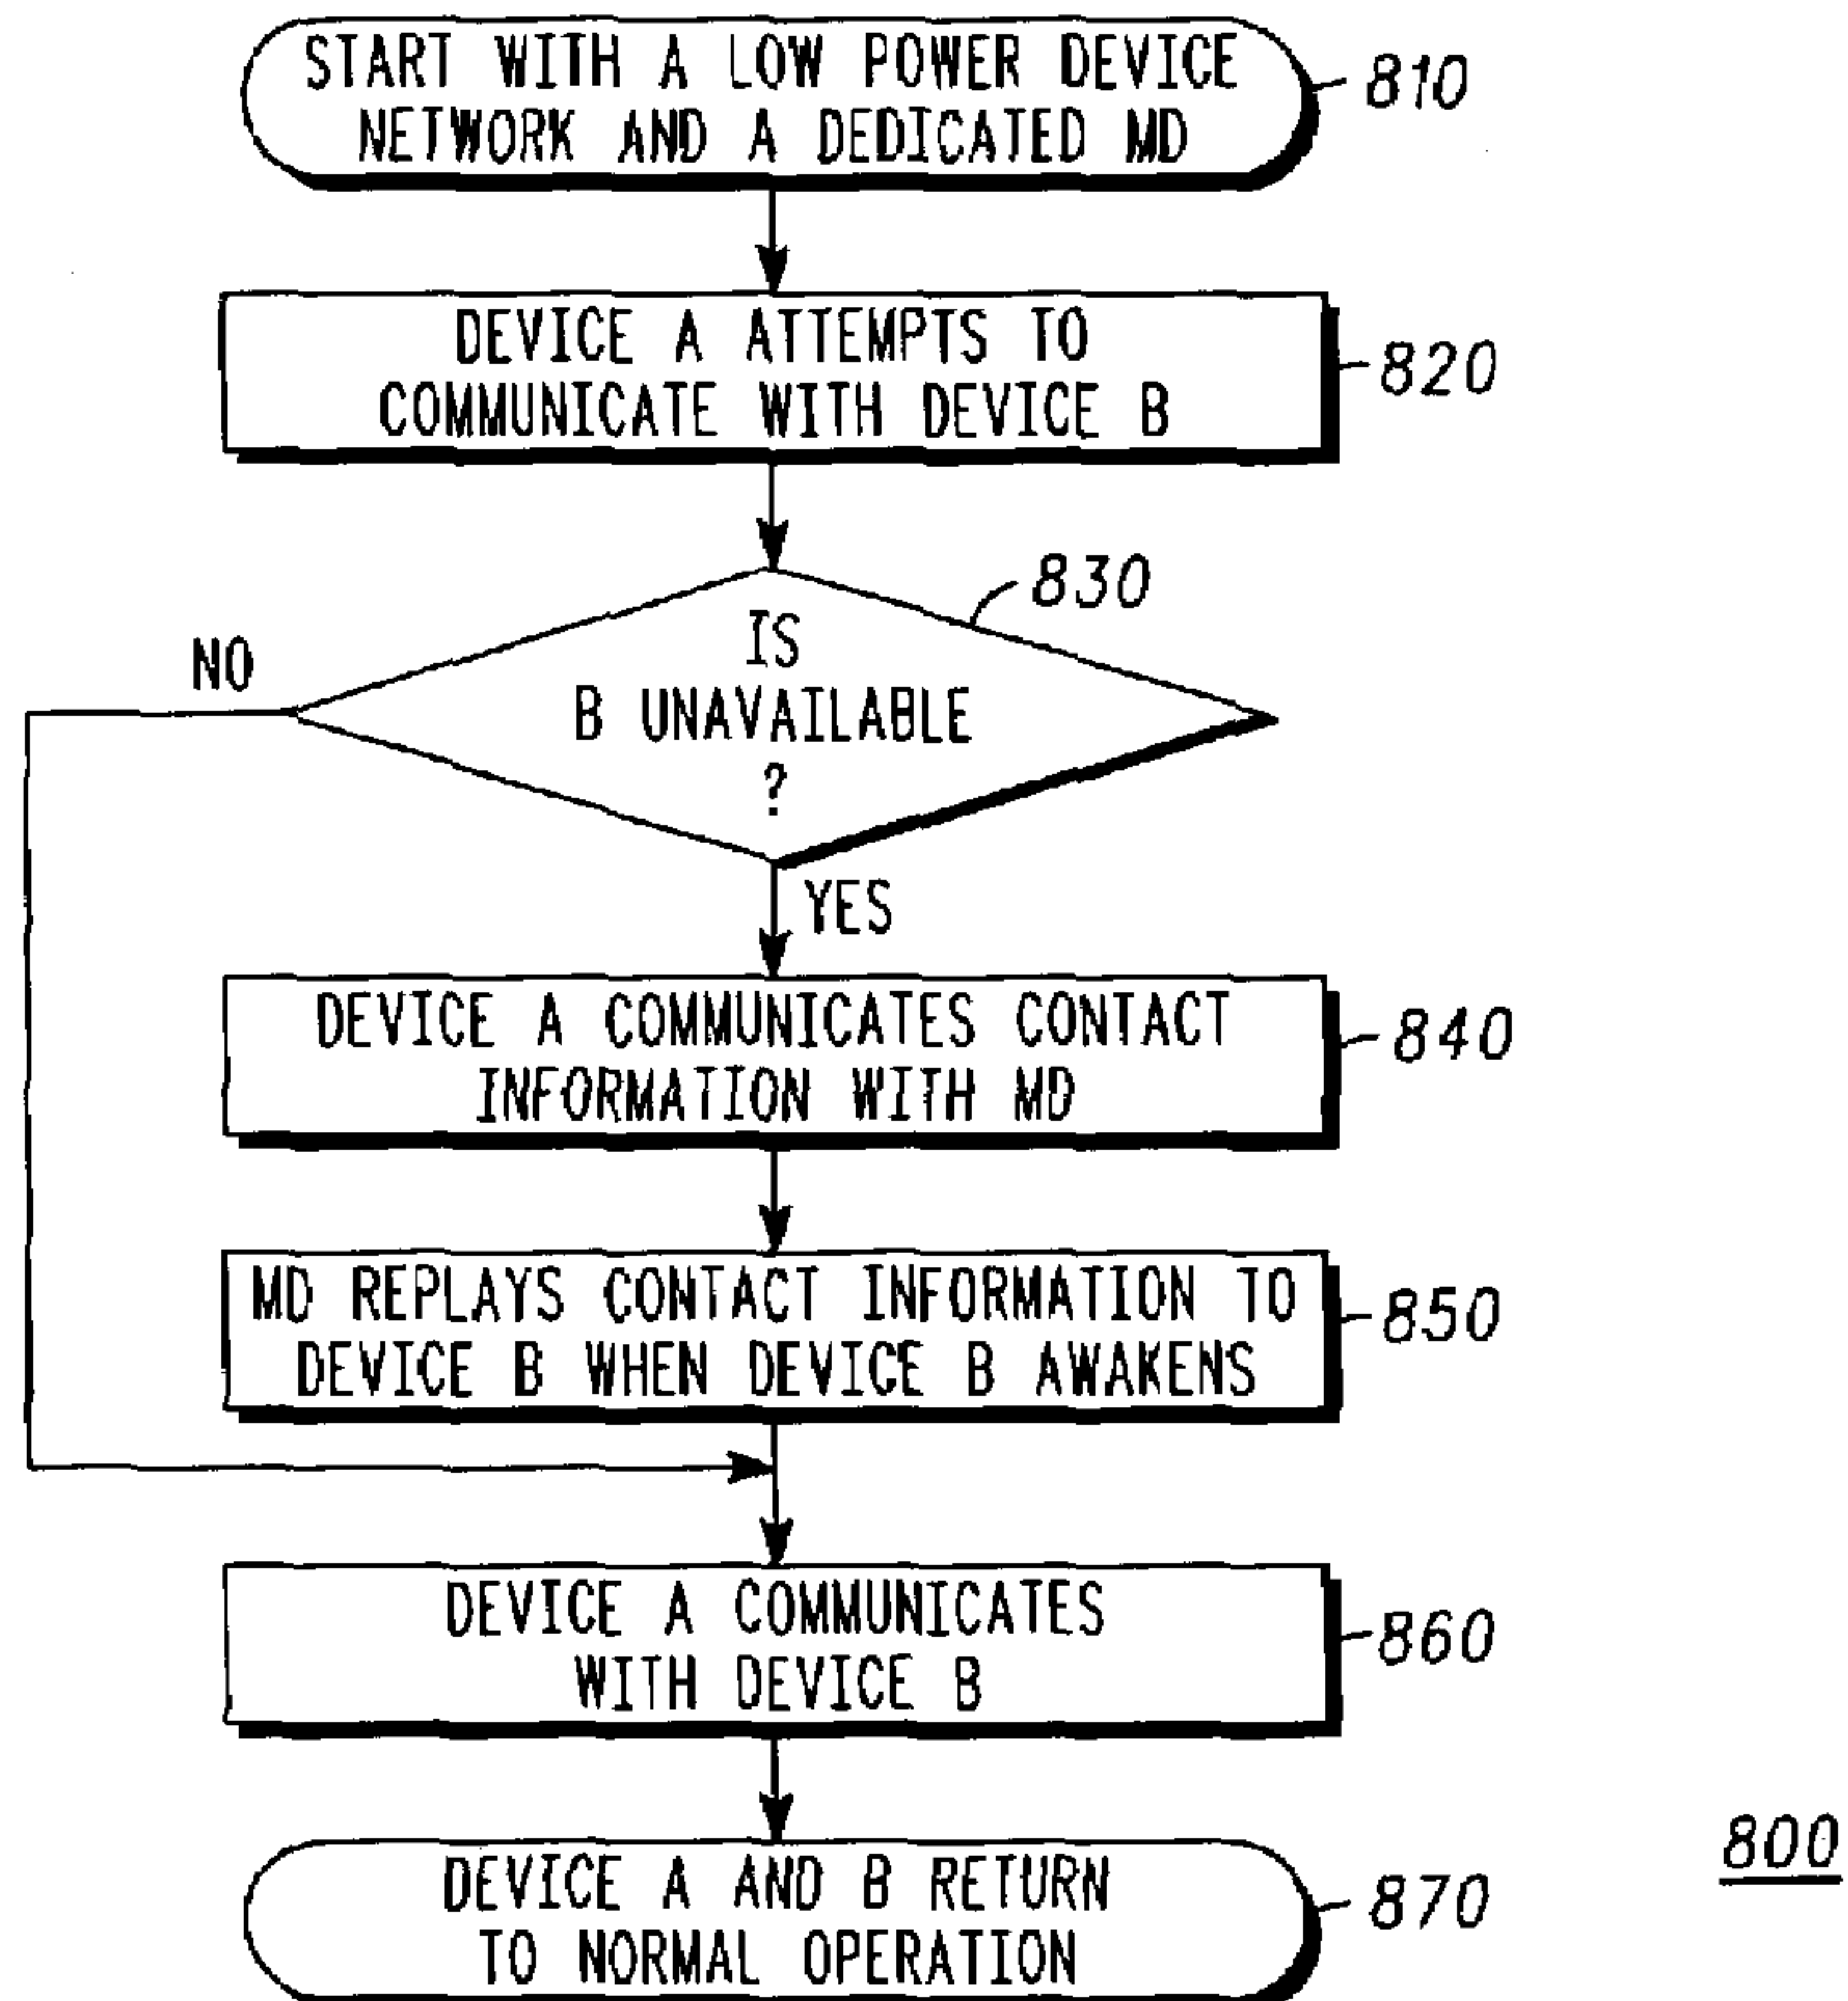 START WITH A LOW POWER DEVICE
NETWORK AND A DEDICATED MD
810
DEVICE A ATTEMPTS TO
COMMUNICATE WITH DEVICE B
820
830
IS
B UNAVAILABLE
?
NO
YES
DEVICE A COMMUNICATES CONTACT
INFORMATION WITH MD
840
MD REPLAYS CONTACT INFORMATION TO
DEVICE B WHEN DEVICE B AWAKENS
850
DEVICE A COMMUNICATES
WITH DEVICE B
860
DEVICE A AND B RETURN
TO NORMAL OPERATION
870
800